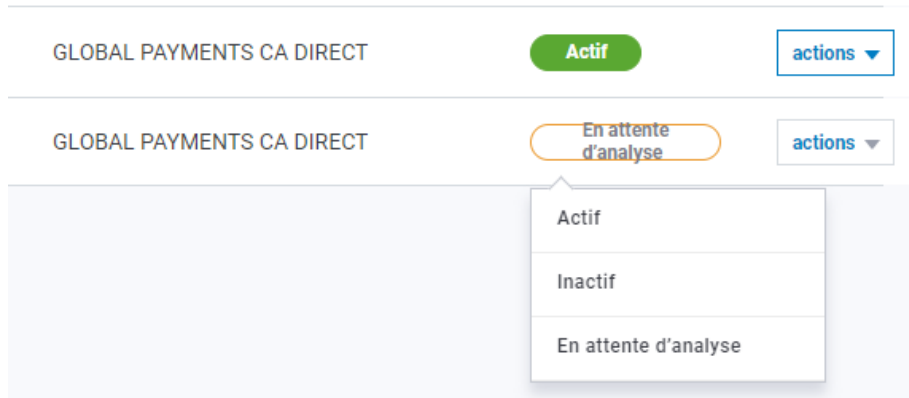 GLOBAL PAYMENTS CA DIRECT Actif actions
GLOBAL PAYMENTS CA DIRECT En attente d’analyse actions
Actif
Inactif
En attente d’analyse